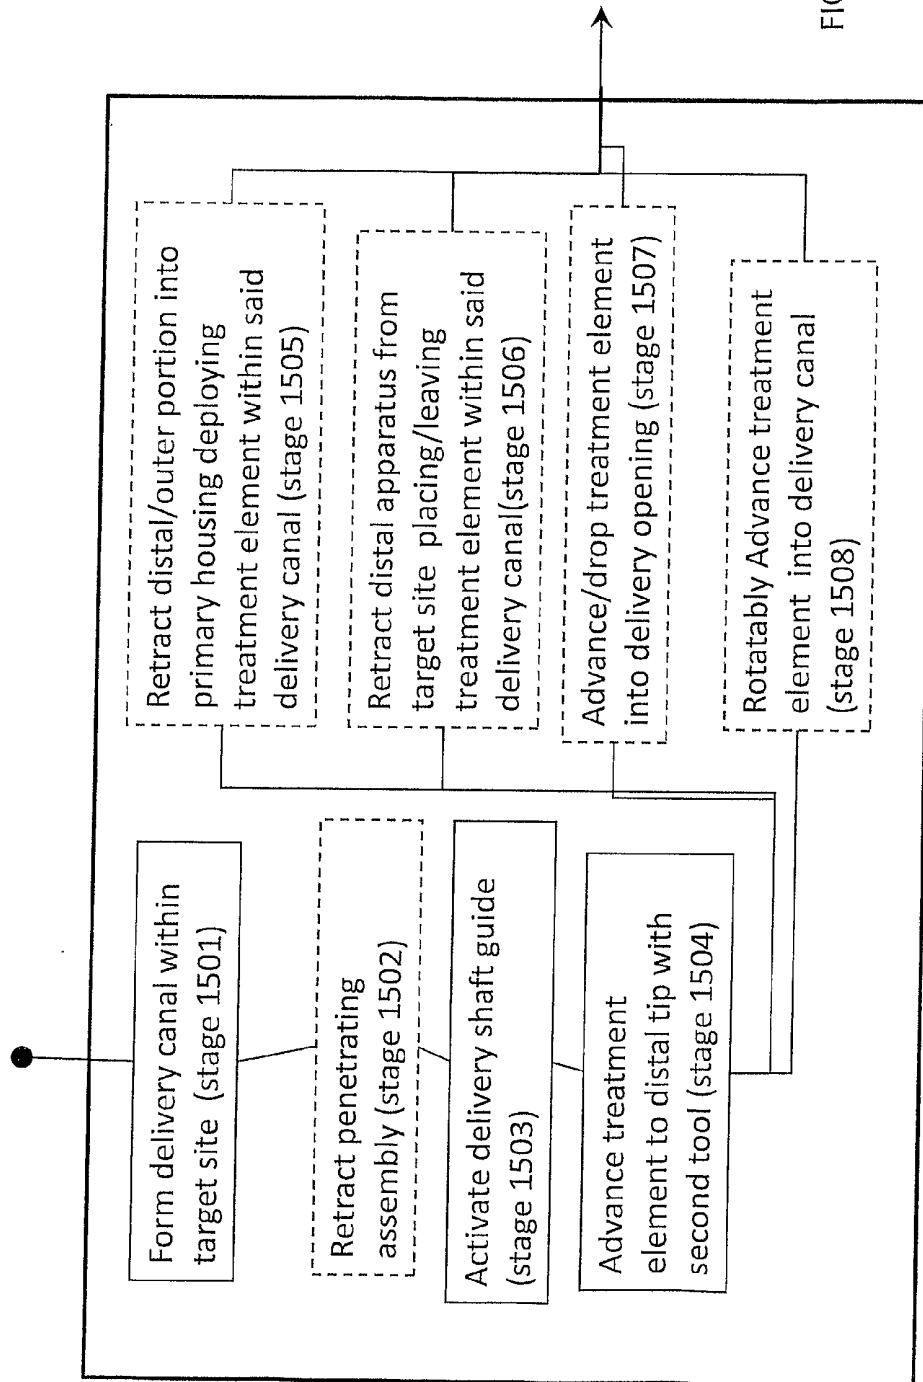 Form delivery canal within
target site (stage 1501)
Retract penetrating
assembly (stage 1502)
Activate delivery shaft guide
(stage 1503)
Advance treatment
element to distal tip with
second tool (stage 1504)
Retract distal/outer portion into
primary housing deploying
treatment element within said
delivery canal (stage 1505)
Retract distal apparatus from
target site placing/leaving
treatment element within said
delivery canal(stage 1506)
Advance/drop treatment element
into delivery opening (stage 1507)
Rotatably Advance treatment
element into delivery canal
(stage 1508)